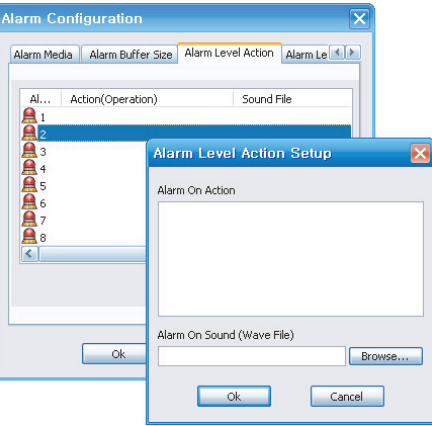 Alarm Configuration
Alarm Media Alarm Buffer Size Alarm Level Action Alarm Le
Al... Action(Operation) Sound File
1
2
3
4
5
6
7
8
Ok
Alarm Level Action Setup
Alarm On Action
Alarm On Sound (Wave File)
Browse...
Ok Cancel